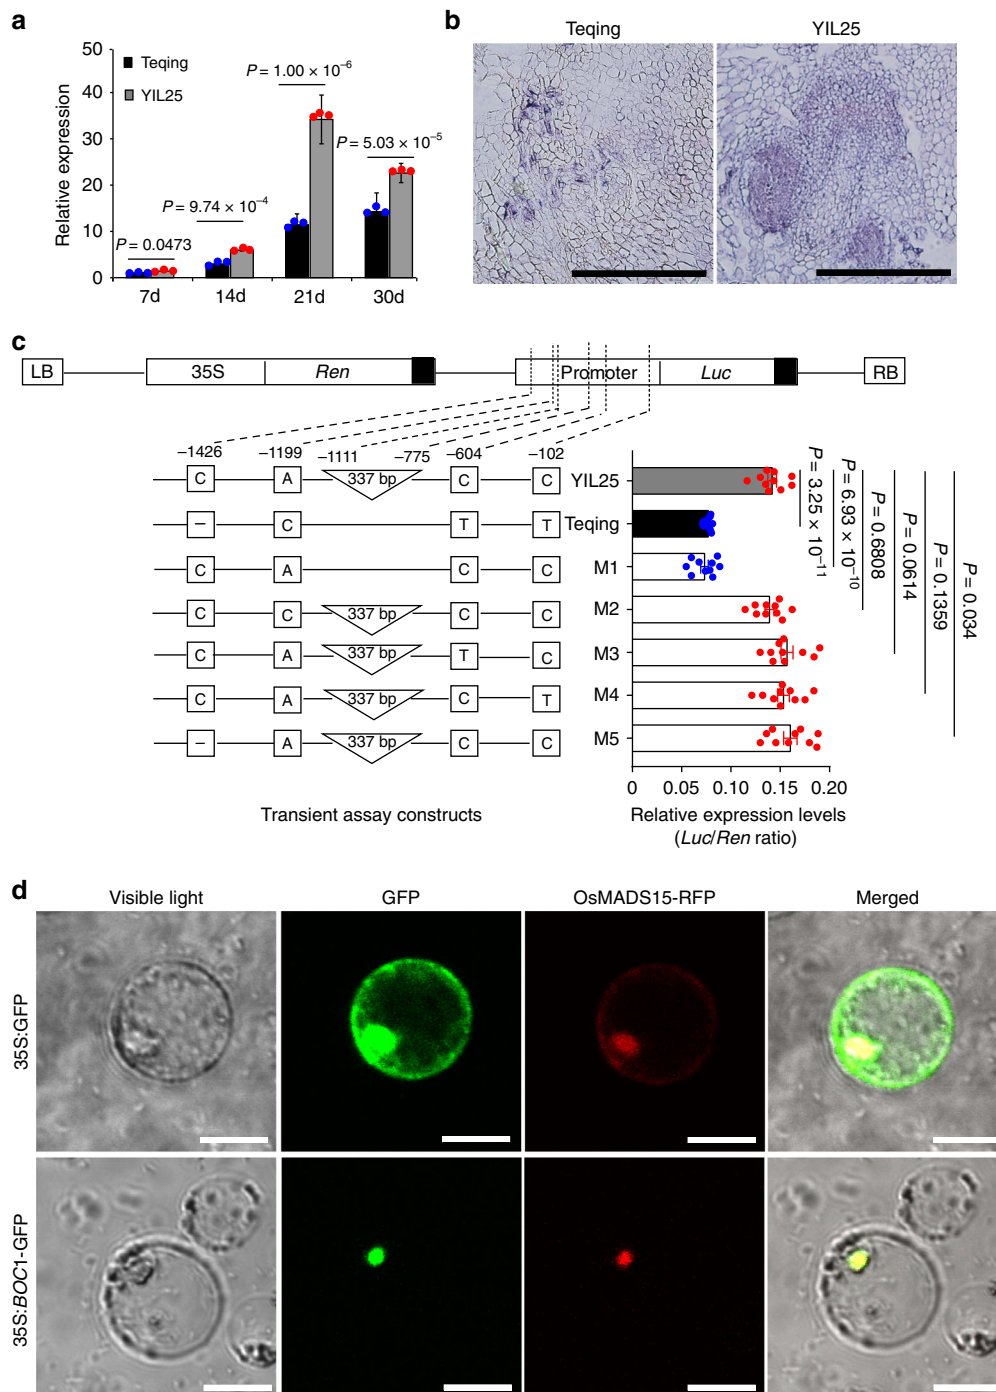 a
50
40
30
20
10
0
Relative expression
Teqing
YIL25
P = 0.0473
P = 9.74 × 10⁻⁴
P = 1.00 × 10⁻⁶
P = 5.03 × 10⁻⁵
7d 14d 21d 30d
b
Teqing YIL25
c
LB 35S Ren Promoter Luc RB
−1426 −1199 −1111 −775 −604 −102
C A 337 bp C C
− C T T
C A C C
C C 337 bp C C
C A 337 bp T C
C A 337 bp C T
− A 337 bp C C
Transient assay constructs
YIL25
Teqing
M1
M2
M3
M4
M5
0 0.05 0.10 0.15 0.20
Relative expression levels
(Luc/Ren ratio)
P = 3.25 × 10⁻¹¹
P = 6.93 × 10⁻¹⁰
P = 0.6808
P = 0.0614
P = 0.1359
P = 0.034
d
Visible light GFP OsMADS15-RFP Merged
35S:GFP
35S:BOC1-GFP